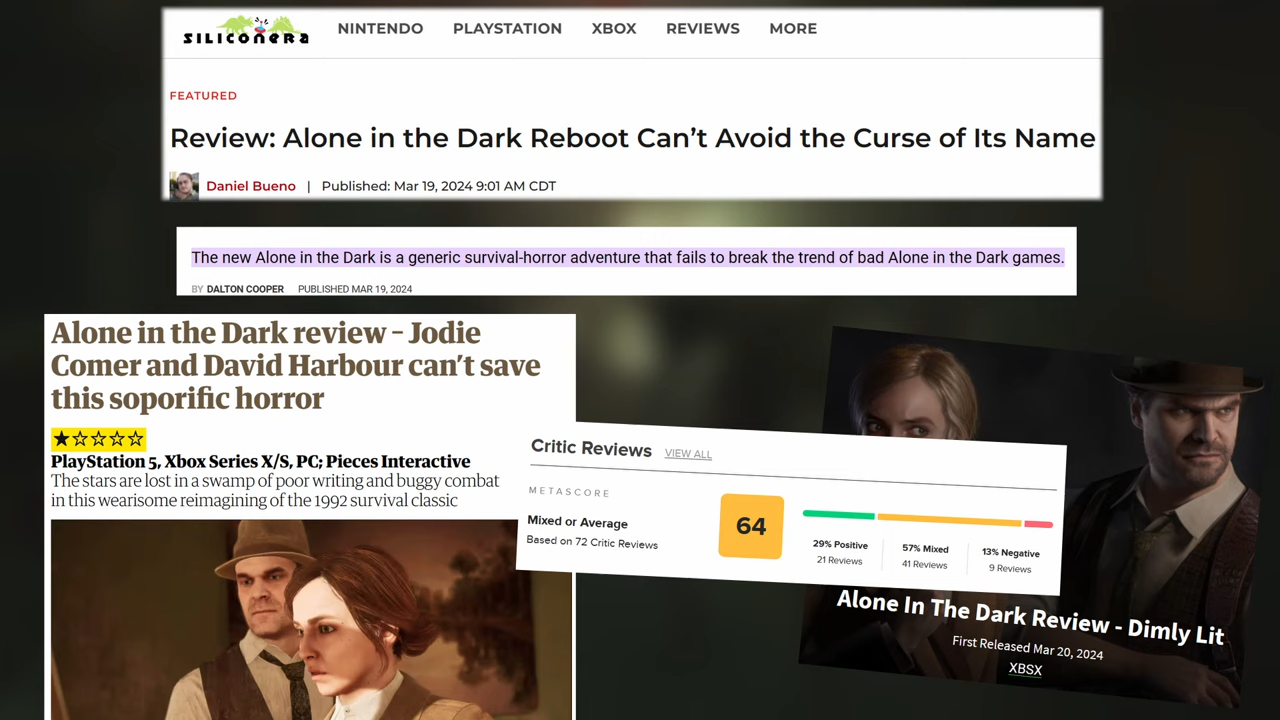 SILICONERA
NINTENDO PLAYSTATION XBOX REVIEWS MORE
FEATURED
Review: Alone in the Dark Reboot Can't Avoid the Curse of Its Name
Daniel Bueno | Published: Mar 19, 2024 9:01 AM CDT
The new Alone in the Dark is a generic survival-horror adventure that fails to break the trend of bad Alone in the Dark games.
BY DALTON COOPER PUBLISHED MAR 19, 2024
Alone in the Dark review – Jodie
Comer and David Harbour can't save
this soporific horror
★☆☆☆☆
PlayStation 5, Xbox Series X/S, PC; Pieces Interactive
The stars are lost in a swamp of poor writing and buggy combat
in this wearisome reimagining of the 1992 survival classic
Critic Reviews VIEW ALL
METASCORE
Mixed or Average
Based on 72 Critic Reviews
64
29% Positive
21 Reviews
57% Mixed
41 Reviews
13% Negative
9 Reviews
Alone In The Dark Review - Dimly Lit
First Released Mar 20, 2024
XBSX